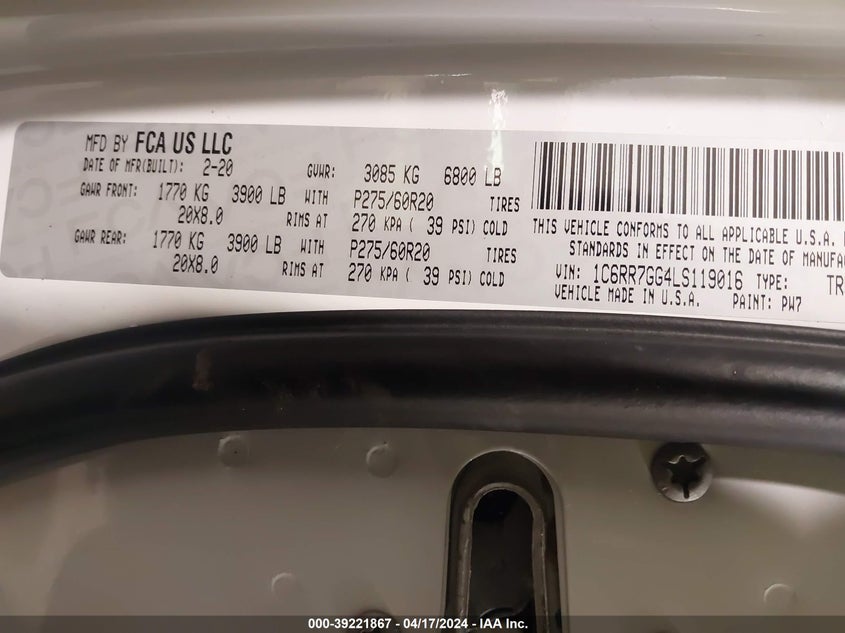 MFD BY FCA US LLC
DATE OF MFR(BUILT): 2-20 GVWR: 3085 KG 6800 LB
GAWR FRONT: 1770 KG 3900 LB WITH P275/60R20 TIRES
20X8.0 RIMS AT 270 KPA ( 39 PSI) COLD
GAWR REAR: 1770 KG 3900 LB WITH P275/60R20 TIRES
20X8.0 RIMS AT 270 KPA ( 39 PSI) COLD
THIS VEHICLE CONFORMS TO ALL APPLICABLE U.S.A.
STANDARDS IN EFFECT ON THE DATE OF MANUFAC
VIN: 1C6RR7GG4LS119016 TYPE: TR
VEHICLE MADE IN U.S.A. PAINT: PW7
000-39221867 - 04/17/2024 - IAA Inc.